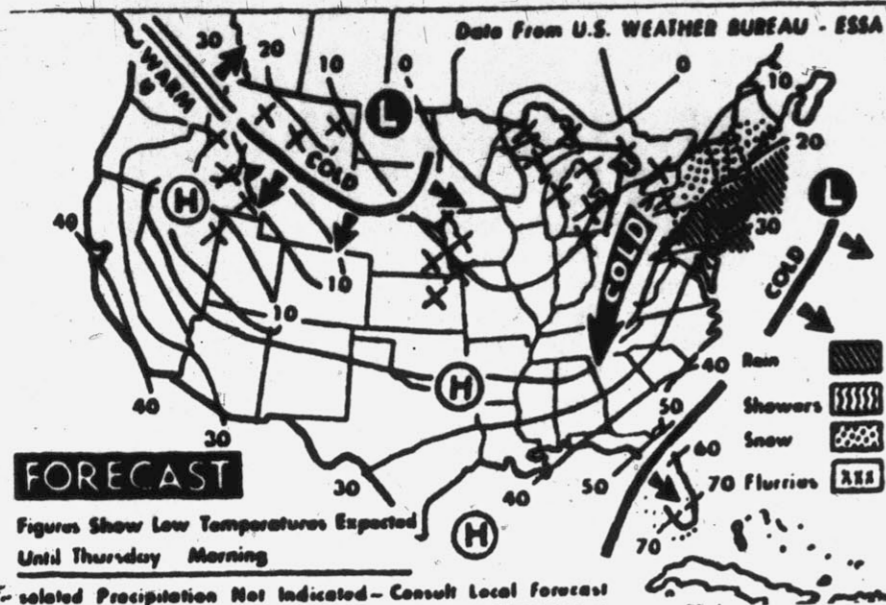 Data From U.S. WEATHER BUREAU - ESSA
30
20
10
0
0
10
WARM
L
COLD
20
H
L
40
30
COLD
COLD
10
10
Rain
H
40
40
Showers
50
30
Snow
60
FORECAST
30
50
70
Flurries
40
Figures Show Low Temperatures Expected
H
70
Until Thursday Morning
Isolated Precipitation Not Indicated - Consult Local Forecast